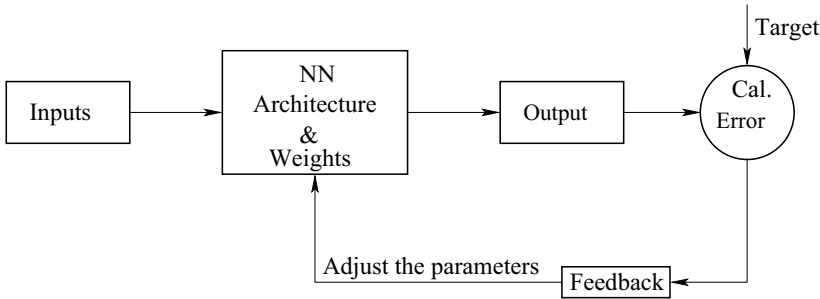 Target
Inputs
NN
Architecture
&
Weights
Output
Cal.
Error
Adjust the parameters
Feedback